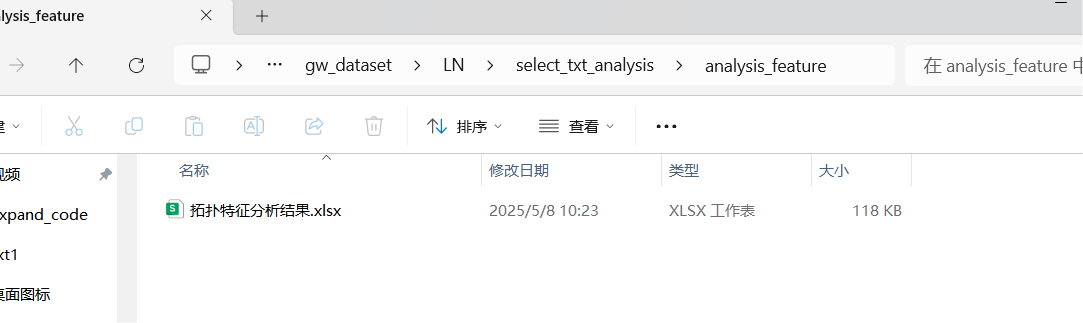 alysis_feature
gw_dataset LN select_txt_analysis analysis_feature 在 analysis_feature 中
排序 查看
名称 修改日期 类型 大小
视频
拓扑特征分析结果.xlsx 2025/5/8 10:23 XLSX 工作表 118 KB
xpand_code
xt1
桌面图标